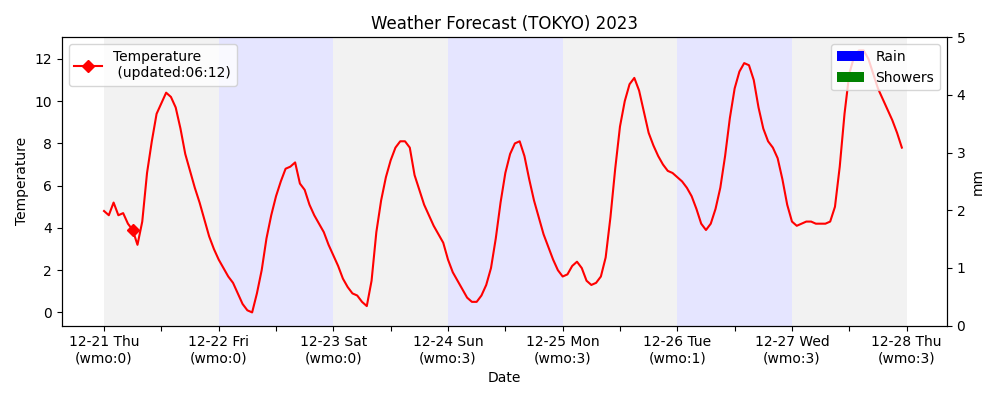 Weather Forecast (TOKYO) 2023
Temperature
(updated:06:12)
Rain
Showers
12
10
8
6
4
2
0
Temperature
5
4
3
2
1
0
mm
12-21 Thu
(wmo:0)
12-22 Fri
(wmo:0)
12-23 Sat
(wmo:0)
12-24 Sun
(wmo:3)
12-25 Mon
(wmo:3)
12-26 Tue
(wmo:1)
12-27 Wed
(wmo:3)
12-28 Thu
(wmo:3)
Date